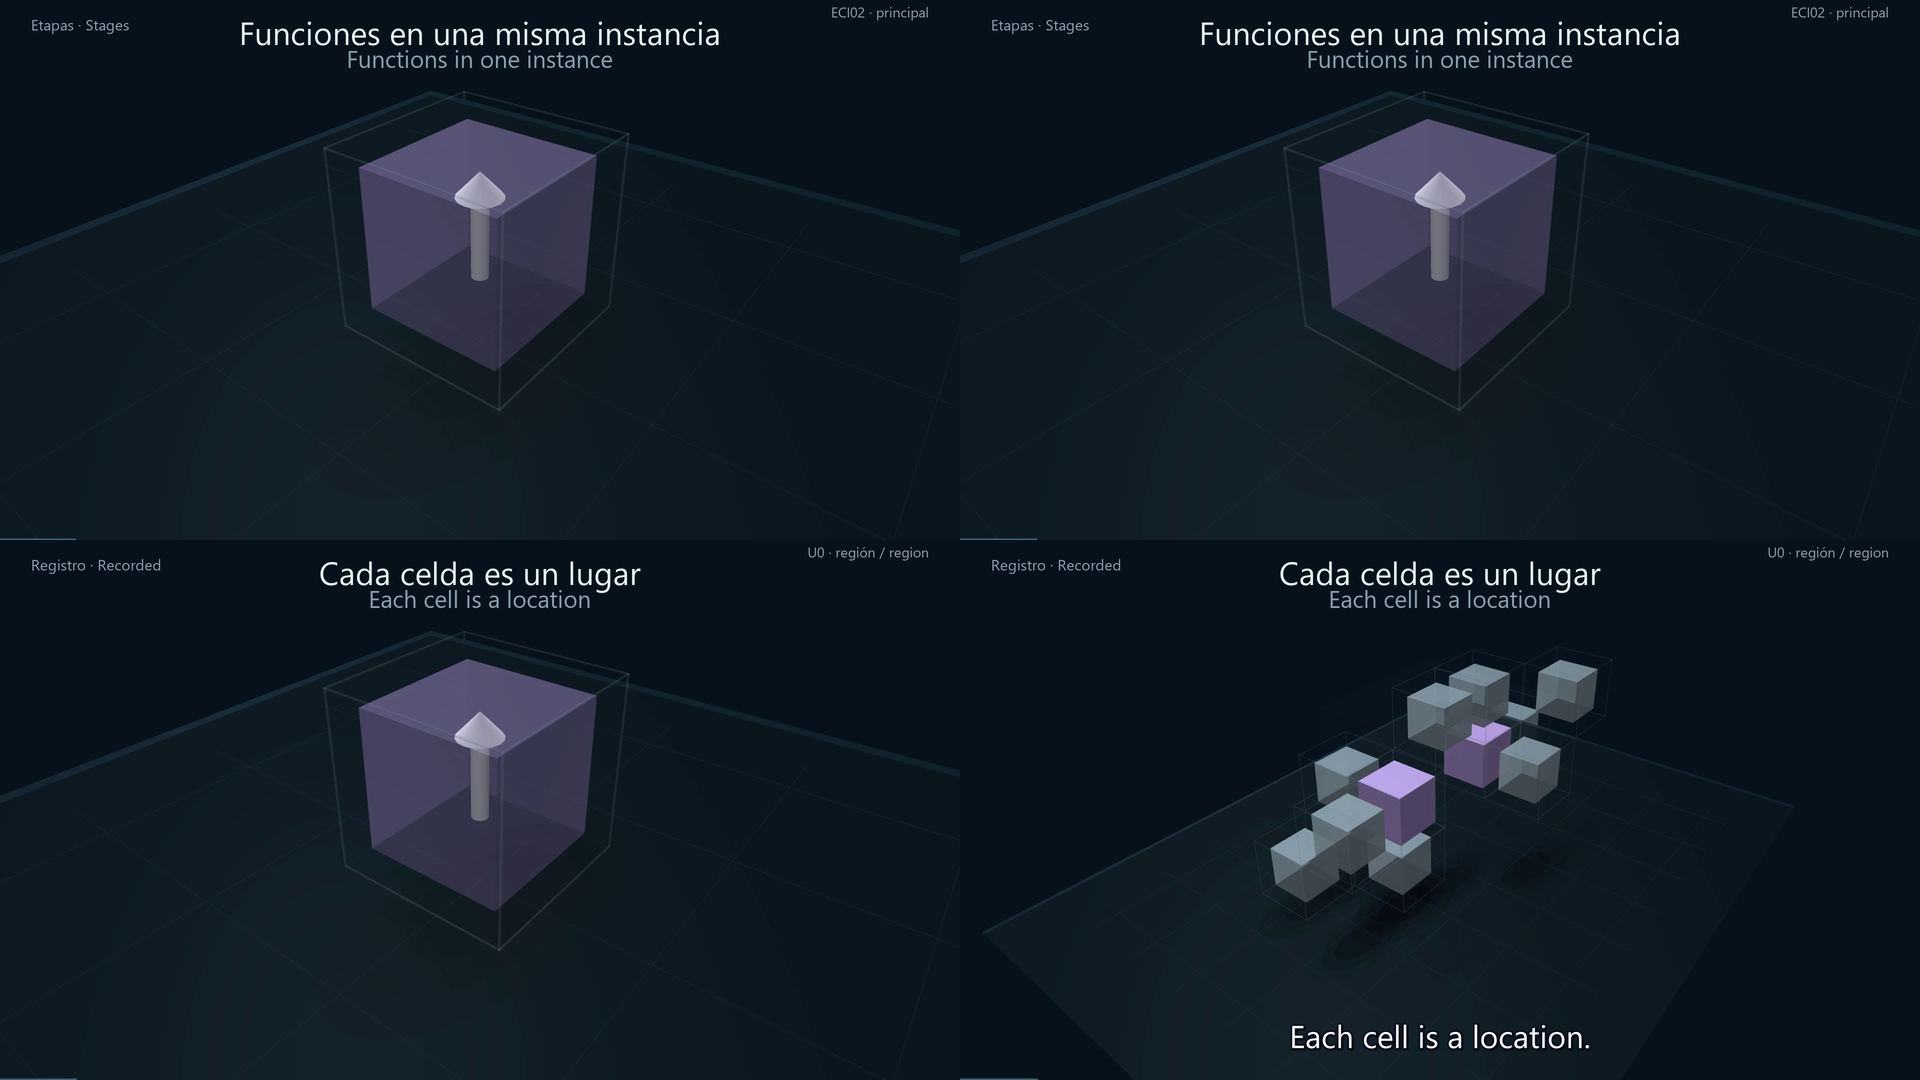 Etapas · Stages
ECI02 · principal
Funciones en una misma instancia
Functions in one instance
Etapas · Stages
ECI02 · principal
Funciones en una misma instancia
Functions in one instance
Registro · Recorded
U0 · región / region
Cada celda es un lugar
Each cell is a location
Registro · Recorded
U0 · región / region
Cada celda es un lugar
Each cell is a location
Each cell is a location.